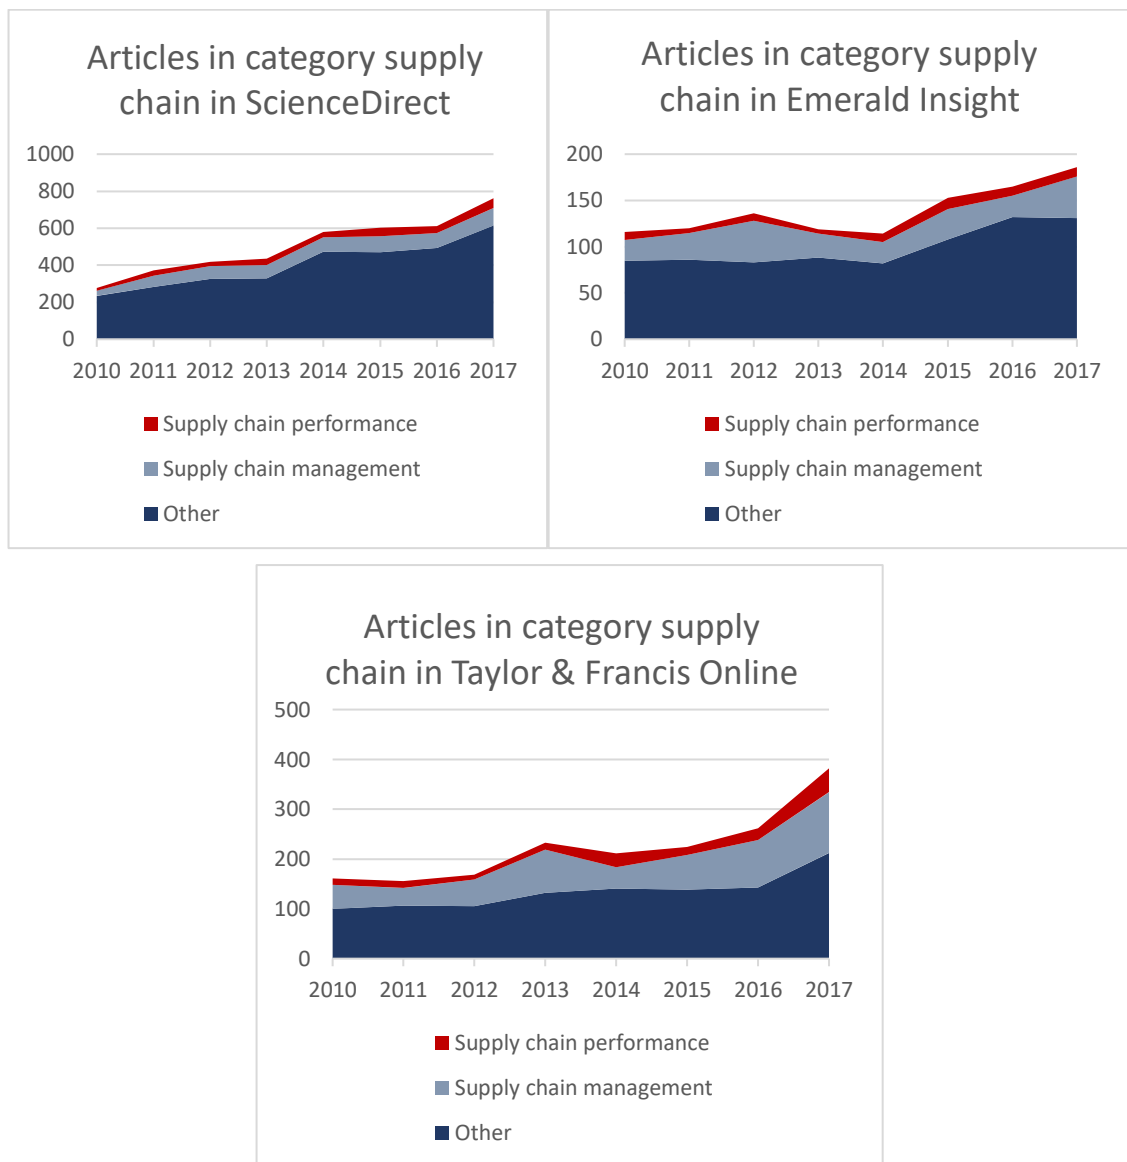 Articles in category supply
chain in ScienceDirect
1000
800
600
400
200
0
2010 2011 2012 2013 2014 2015 2016 2017
Supply chain performance
Supply chain management
Other
Articles in category supply
chain in Emerald Insight
200
150
100
50
0
2010 2011 2012 2013 2014 2015 2016 2017
Supply chain performance
Supply chain management
Other
Articles in category supply
chain in Taylor & Francis Online
500
400
300
200
100
0
2010 2011 2012 2013 2014 2015 2016 2017
Supply chain performance
Supply chain management
Other